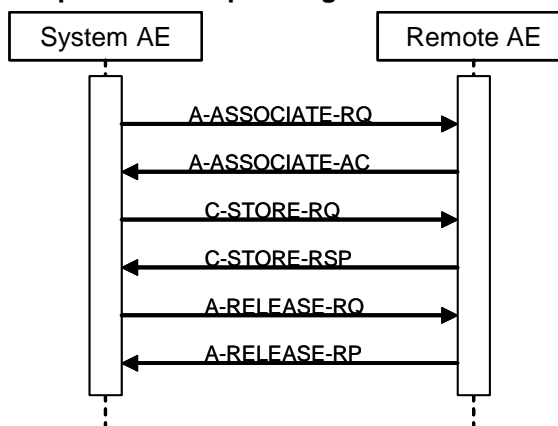 System AE
Remote AE
A-ASSOCIATE-RQ
A-ASSOCIATE-AC
C-STORE-RQ
C-STORE-RSP
A-RELEASE-RQ
A-RELEASE-RP